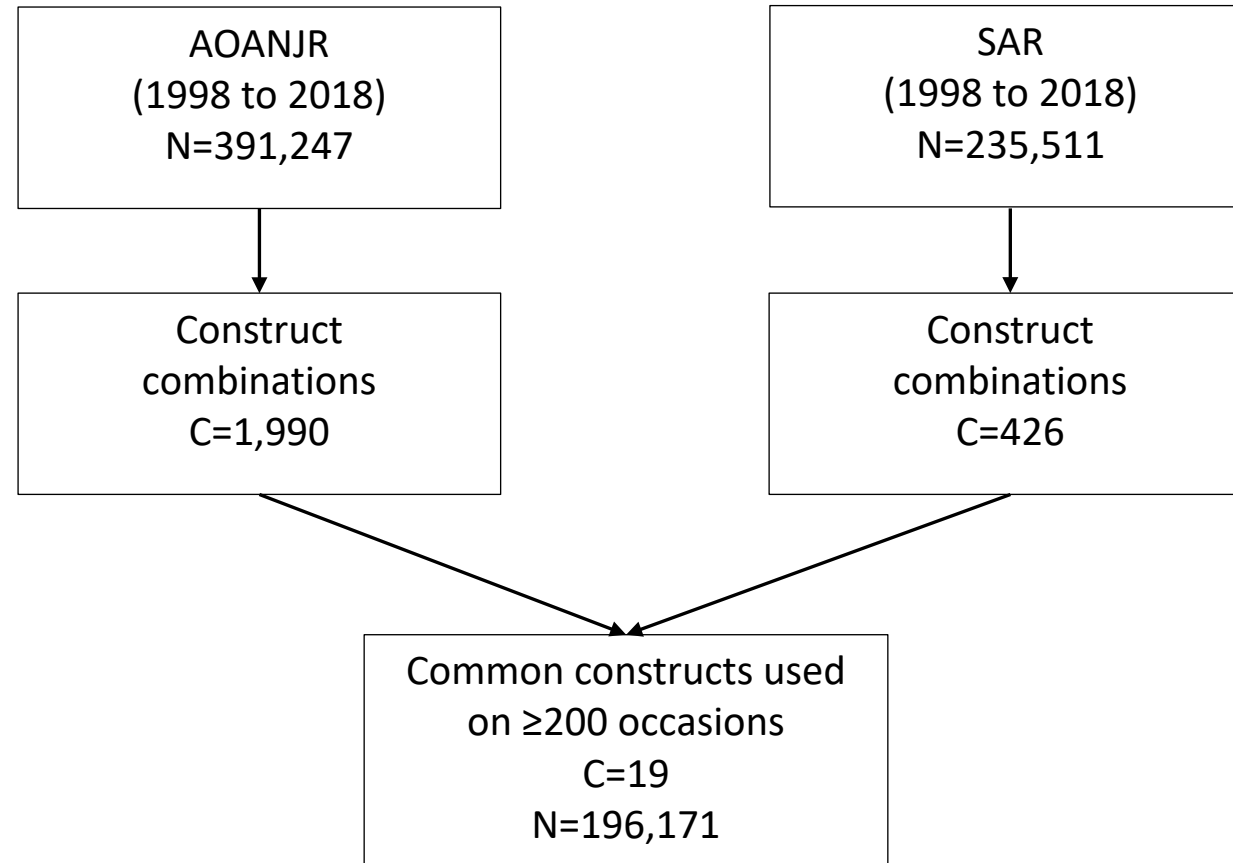 AOANJR
(1998 to 2018)
N=391,247
SAR
(1998 to 2018)
N=235,511
Construct
combinations
C=1,990
Construct
combinations
C=426
Common constructs used
on ≥200 occasions
C=19
N=196,171